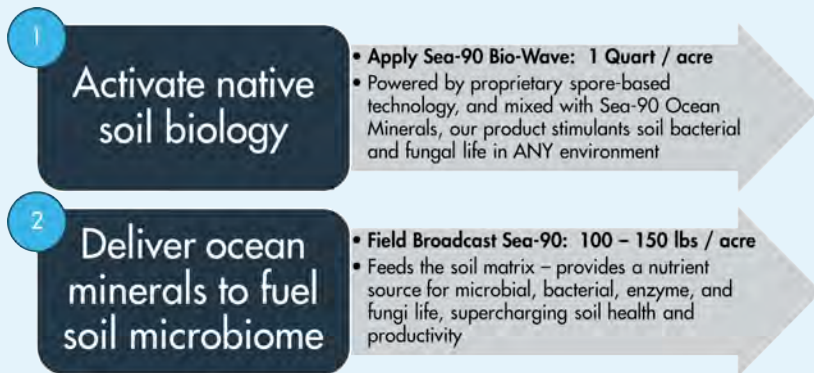 1
Activate native
soil biology
• Apply Sea-90 Bio-Wave: 1 Quart / acre
• Powered by proprietary spore-based
technology, and mixed with Sea-90 Ocean
Minerals, our product stimulants soil bacterial
and fungal life in ANY environment
2
Deliver ocean
minerals to fuel
soil microbiome
• Field Broadcast Sea-90: 100 – 150 lbs / acre
• Feeds the soil matrix – provides a nutrient
source for microbial, bacterial, enzyme, and
fungi life, supercharging soil health and
productivity